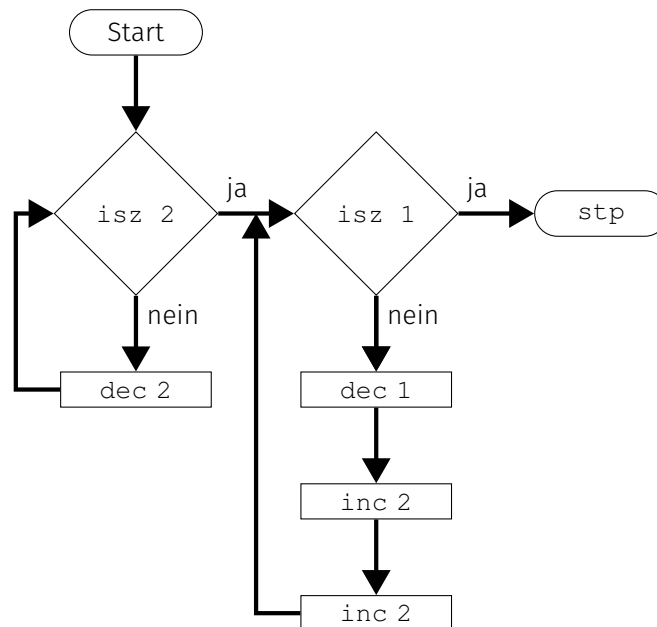 Start
isz 2
ja
isz 1
ja
stp
nein
nein
dec 2
dec 1
inc 2
inc 2